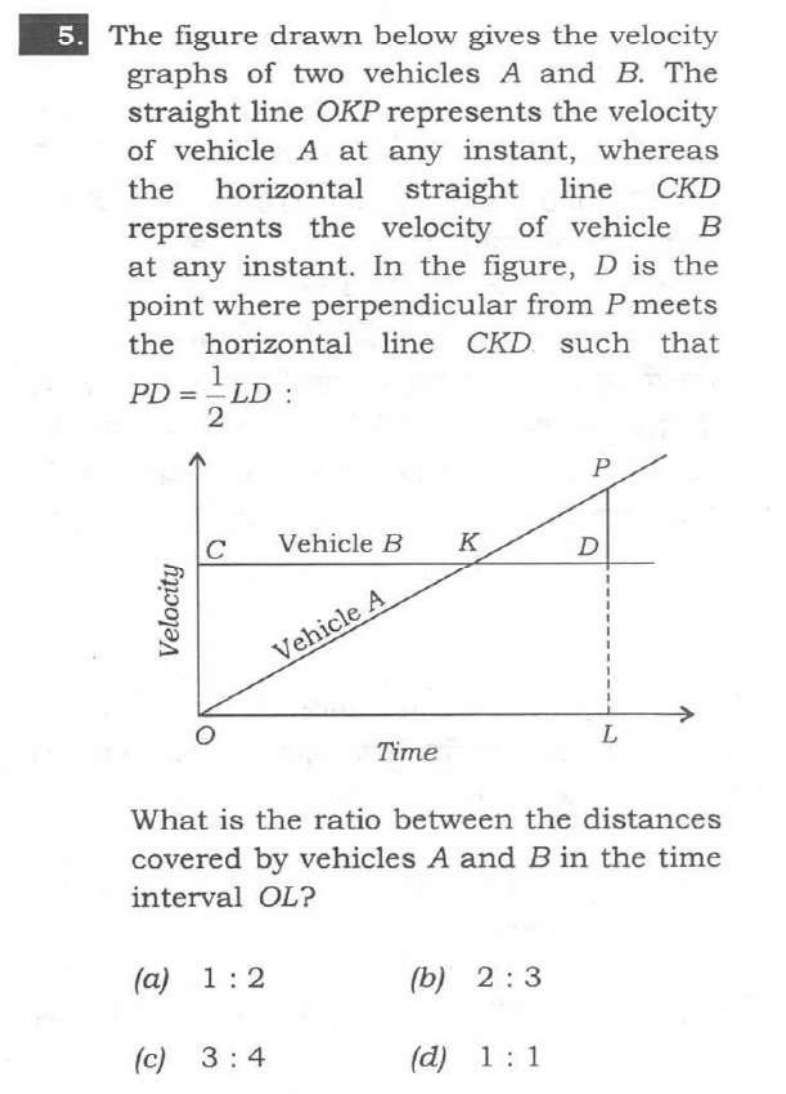 5. The figure drawn below gives the velocity
graphs of two vehicles A and B. The
straight line OKP represents the velocity
of vehicle A at any instant, whereas
the horizontal straight line CKD
represents the velocity of vehicle B
at any instant. In the figure, D is the
point where perpendicular from P meets
the horizontal line CKD such that
PD = 1/2 LD :
P
C Vehicle B K D
Velocity
Vehicle A
O L
Time
What is the ratio between the distances
covered by vehicles A and B in the time
interval OL?
(a) 1 : 2 (b) 2 : 3
(c) 3 : 4 (d) 1 : 1